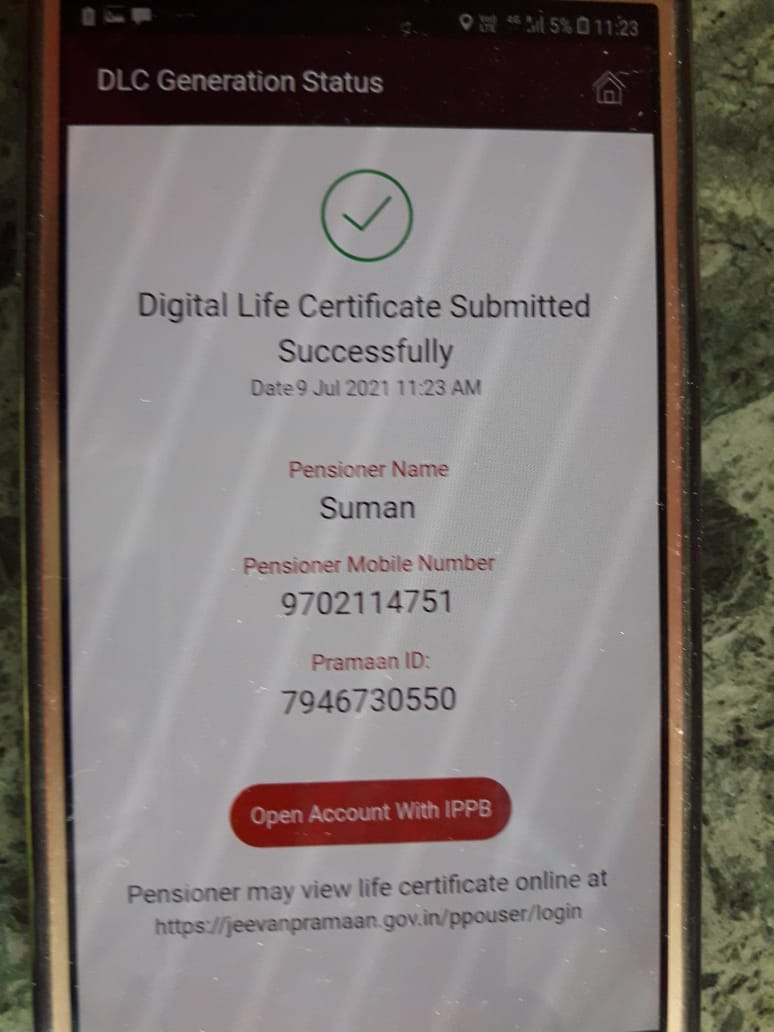 4G 5% 11:23
DLC Generation Status
Digital Life Certificate Submitted
Successfully
Date 9 Jul 2021 11:23 AM
Pensioner Name
Suman
Pensioner Mobile Number
9702114751
Pramaan ID:
7946730550
Open Account With IPPB
Pensioner may view life certificate online at
https://jeevanpramaan.gov.in/ppouser/login